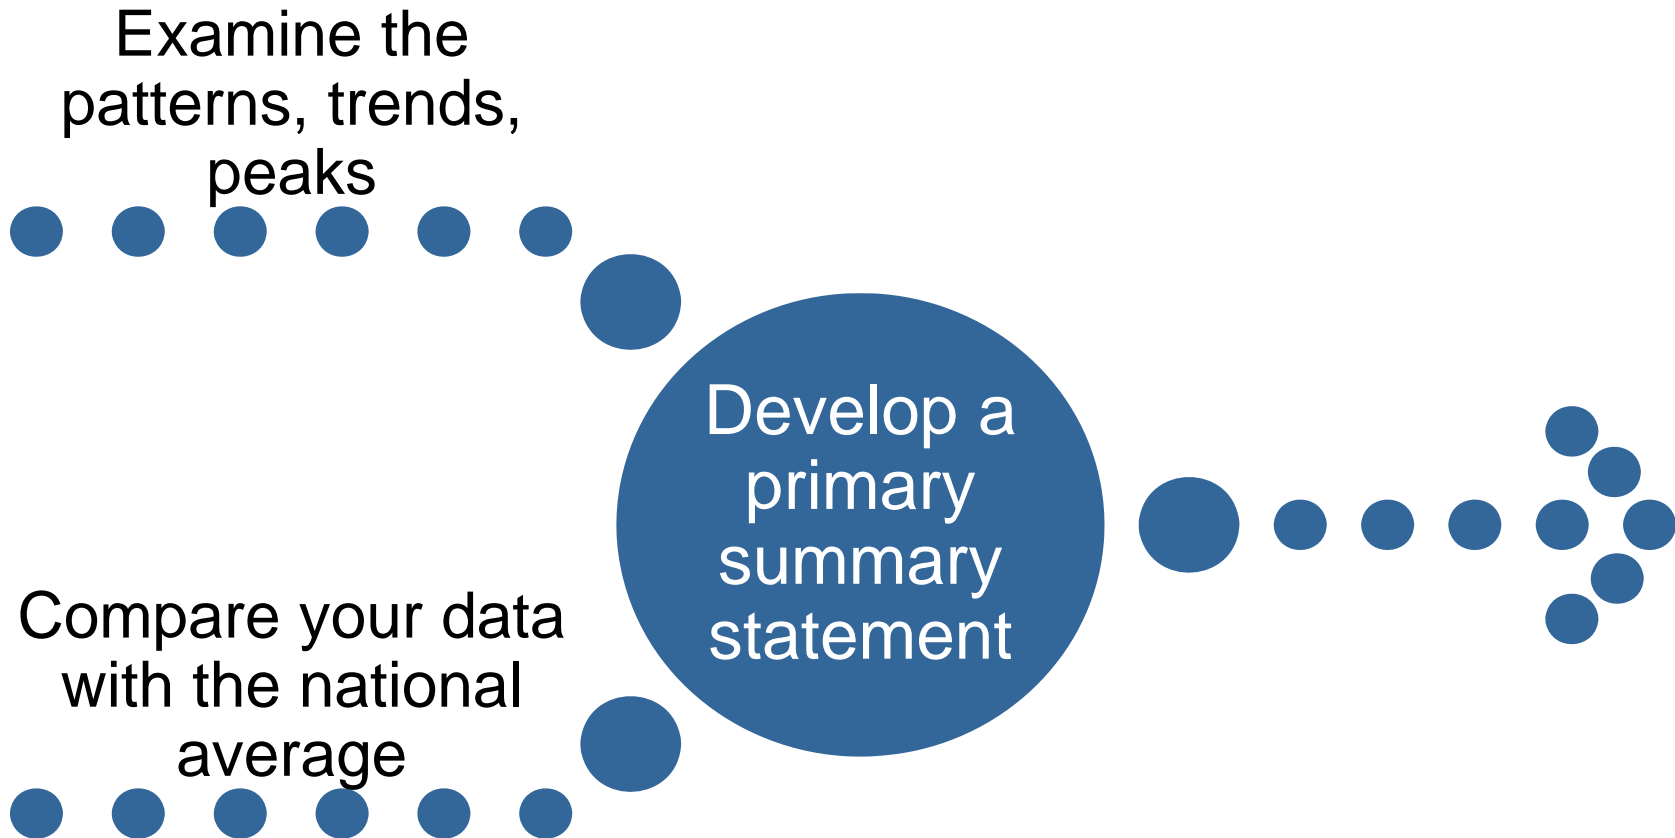 Examine the
patterns, trends,
peaks
Develop a
primary
summary
statement
Compare your data
with the national
average